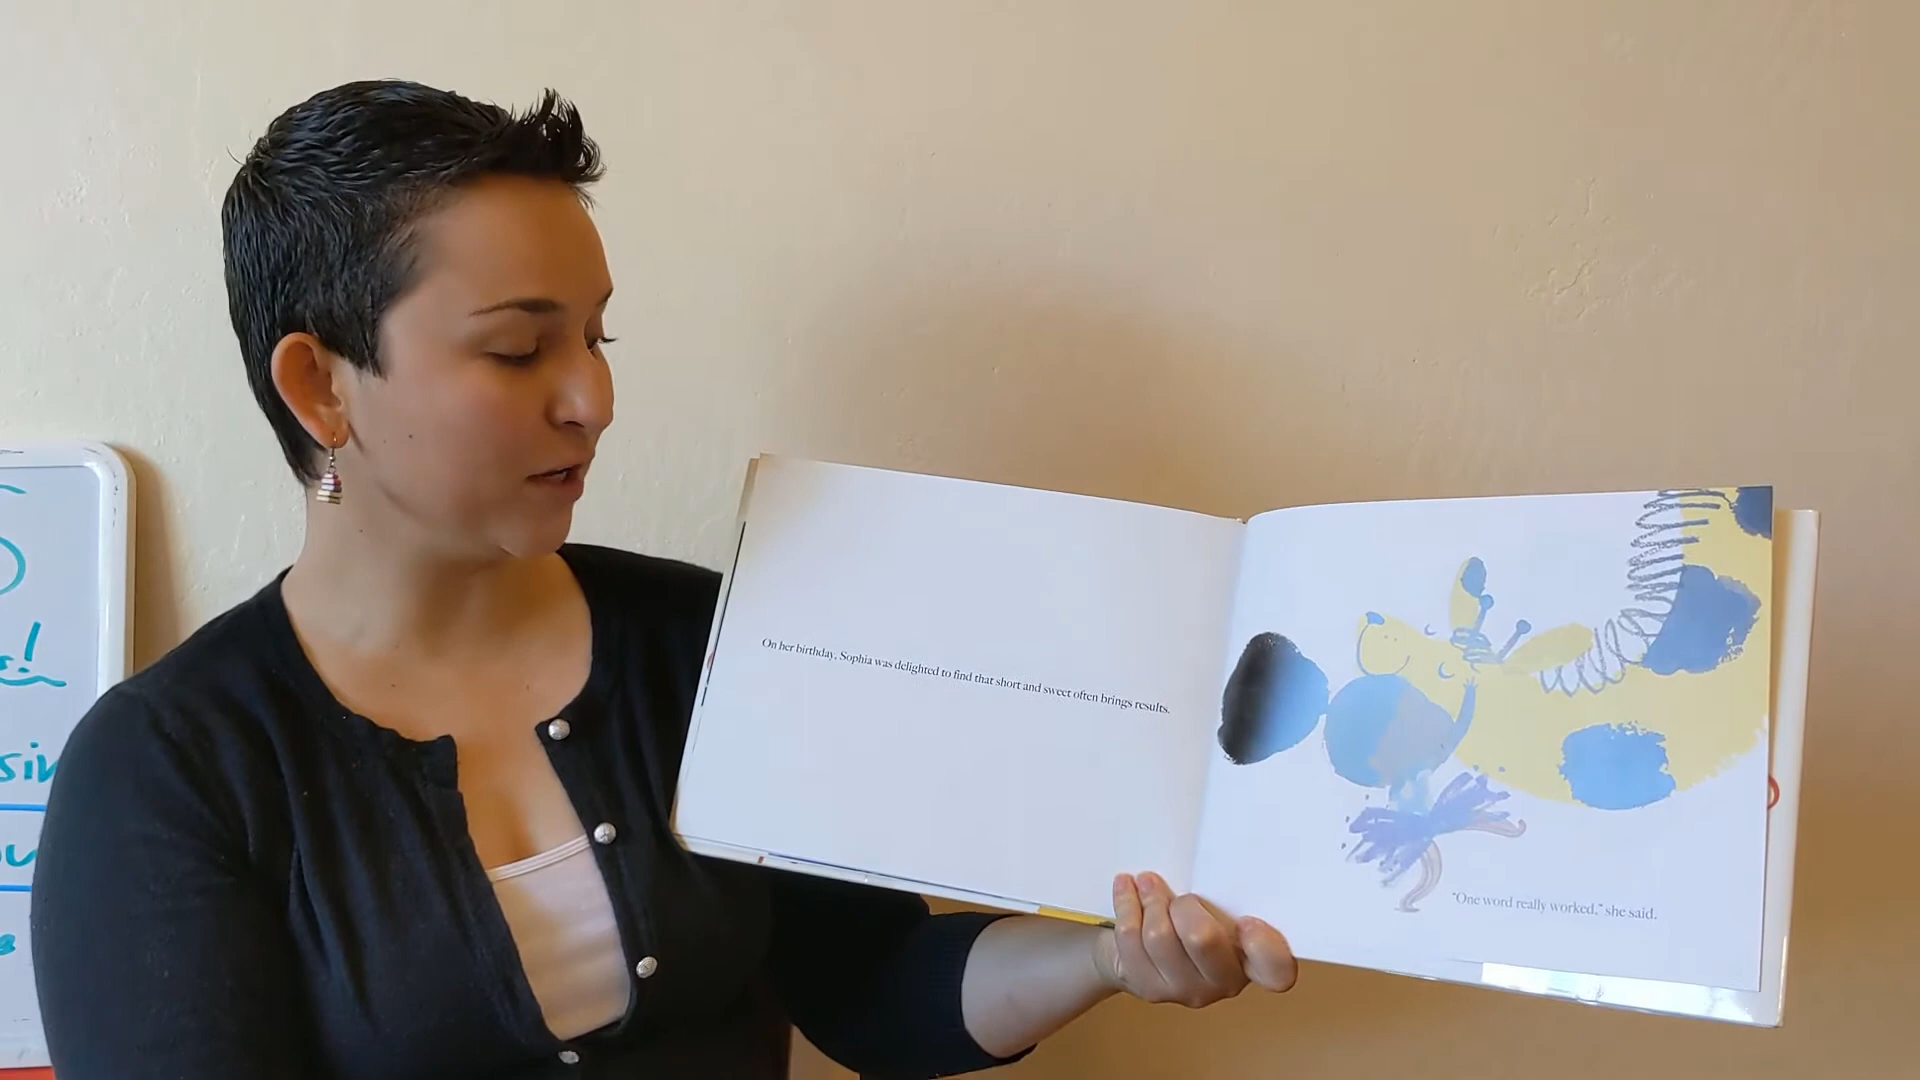 On her birthday, Sophia was delighted to find that short and sweet often brings results.
"One word really worked," she said.